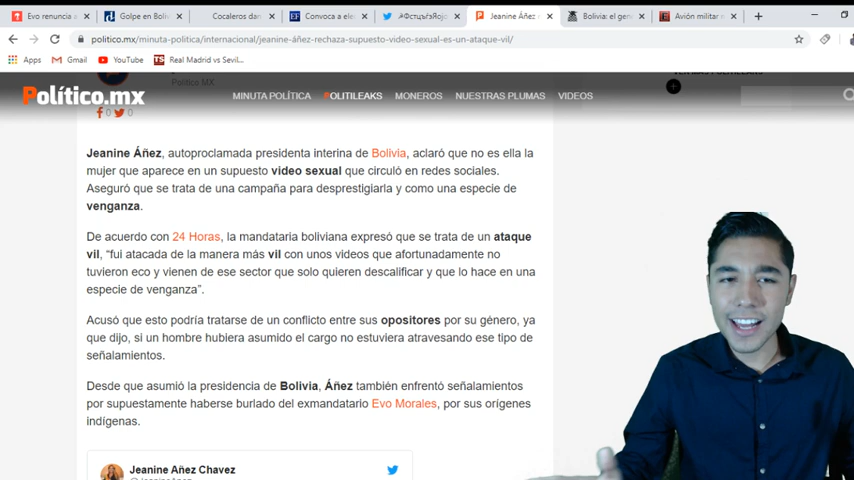 Evo renuncia a
Golpe en Boliv
Cocaleros dan
Convoca a ele
Jeanine Áñez
Bolivia: el gen
Avión militar n
politico.mx/minuta-politica/internacional/jeanine-áñez-rechaza-supuesto-video-sexual-es-un-ataque-vil/
Apps Gmail YouTube Real Madrid vs Sevil...
Político MX
Político.mx MINUTA POLÍTICA POLITILEAKS MONEROS NUESTRAS PLUMAS VIDEOS
0 0
Jeanine Áñez, autoproclamada presidenta interina de Bolivia, aclaró que no es ella la
mujer que aparece en un supuesto video sexual que circuló en redes sociales.
Aseguró que se trata de una campaña para desprestigiarla y como una especie de
venganza.
De acuerdo con 24 Horas, la mandataria boliviana expresó que se trata de un ataque
vil, “fui atacada de la manera más vil con unos videos que afortunadamente no
tuvieron eco y vienen de ese sector que solo quieren descalificar y que lo hace en una
especie de venganza”.
Acusó que esto podría tratarse de un conflicto entre sus opositores por su género, ya
que dijo, si un hombre hubiera asumido el cargo no estuviera atravesando ese tipo de
señalamientos.
Desde que asumió la presidencia de Bolivia, Áñez también enfrentó señalamientos
por supuestamente haberse burlado del exmandatario Evo Morales, por sus orígenes
indígenas.
Jeanine Añez Chavez